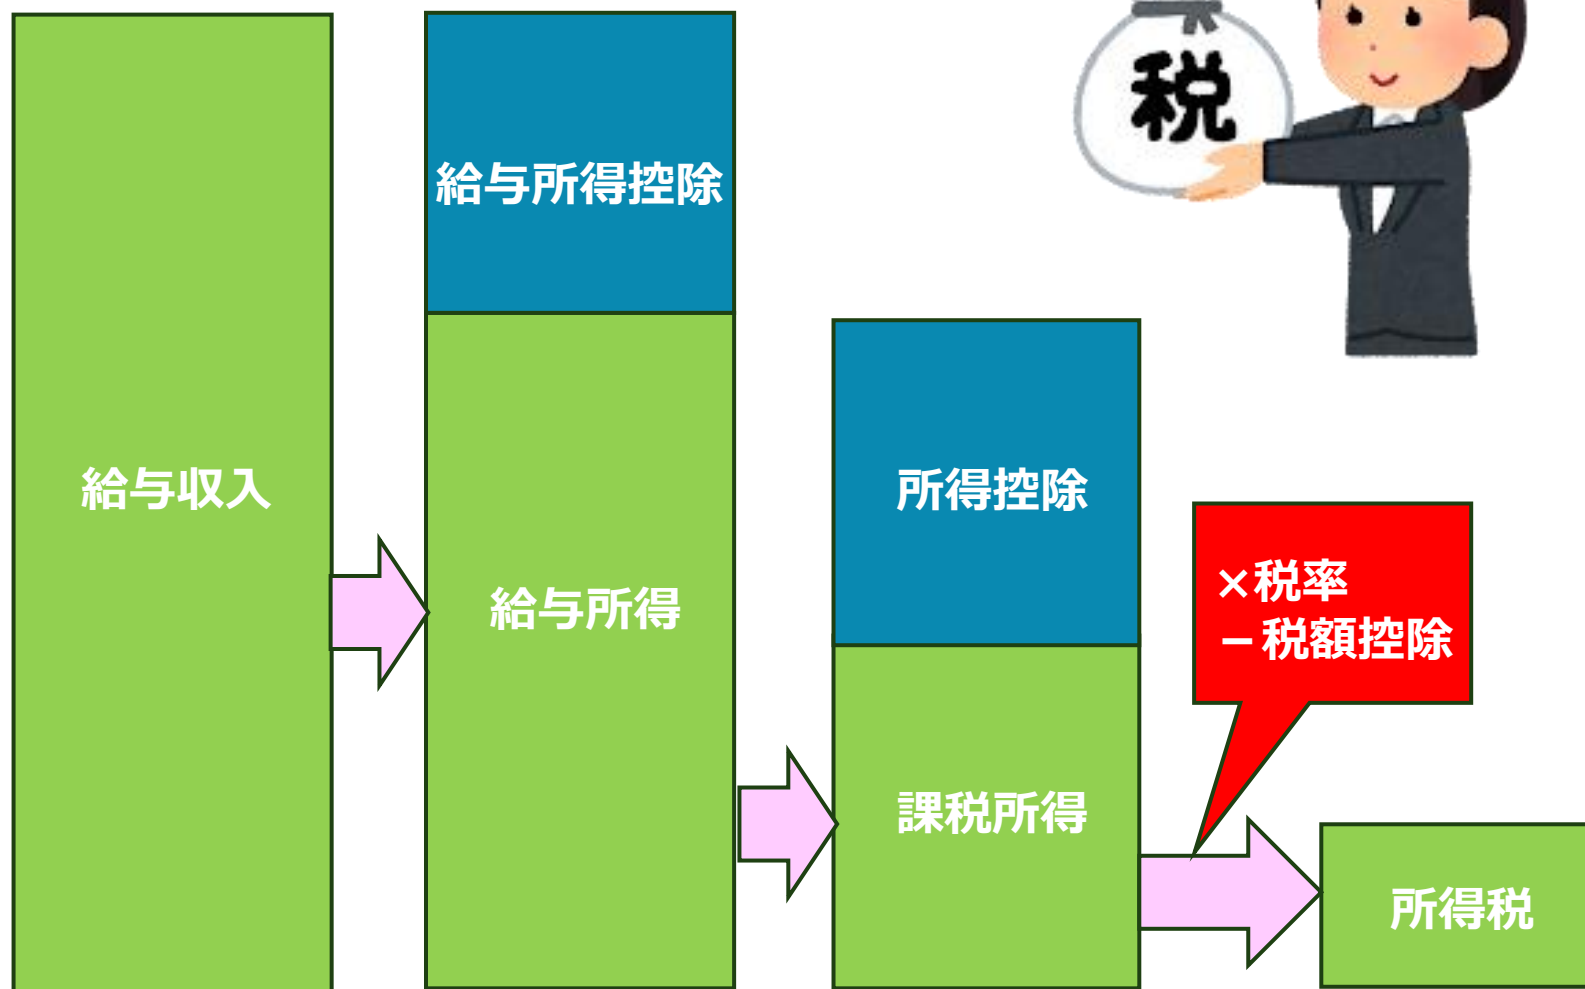 税
給与所得控除
給与収入
給与所得
所得控除
課税所得
×税率
－税額控除
所得税